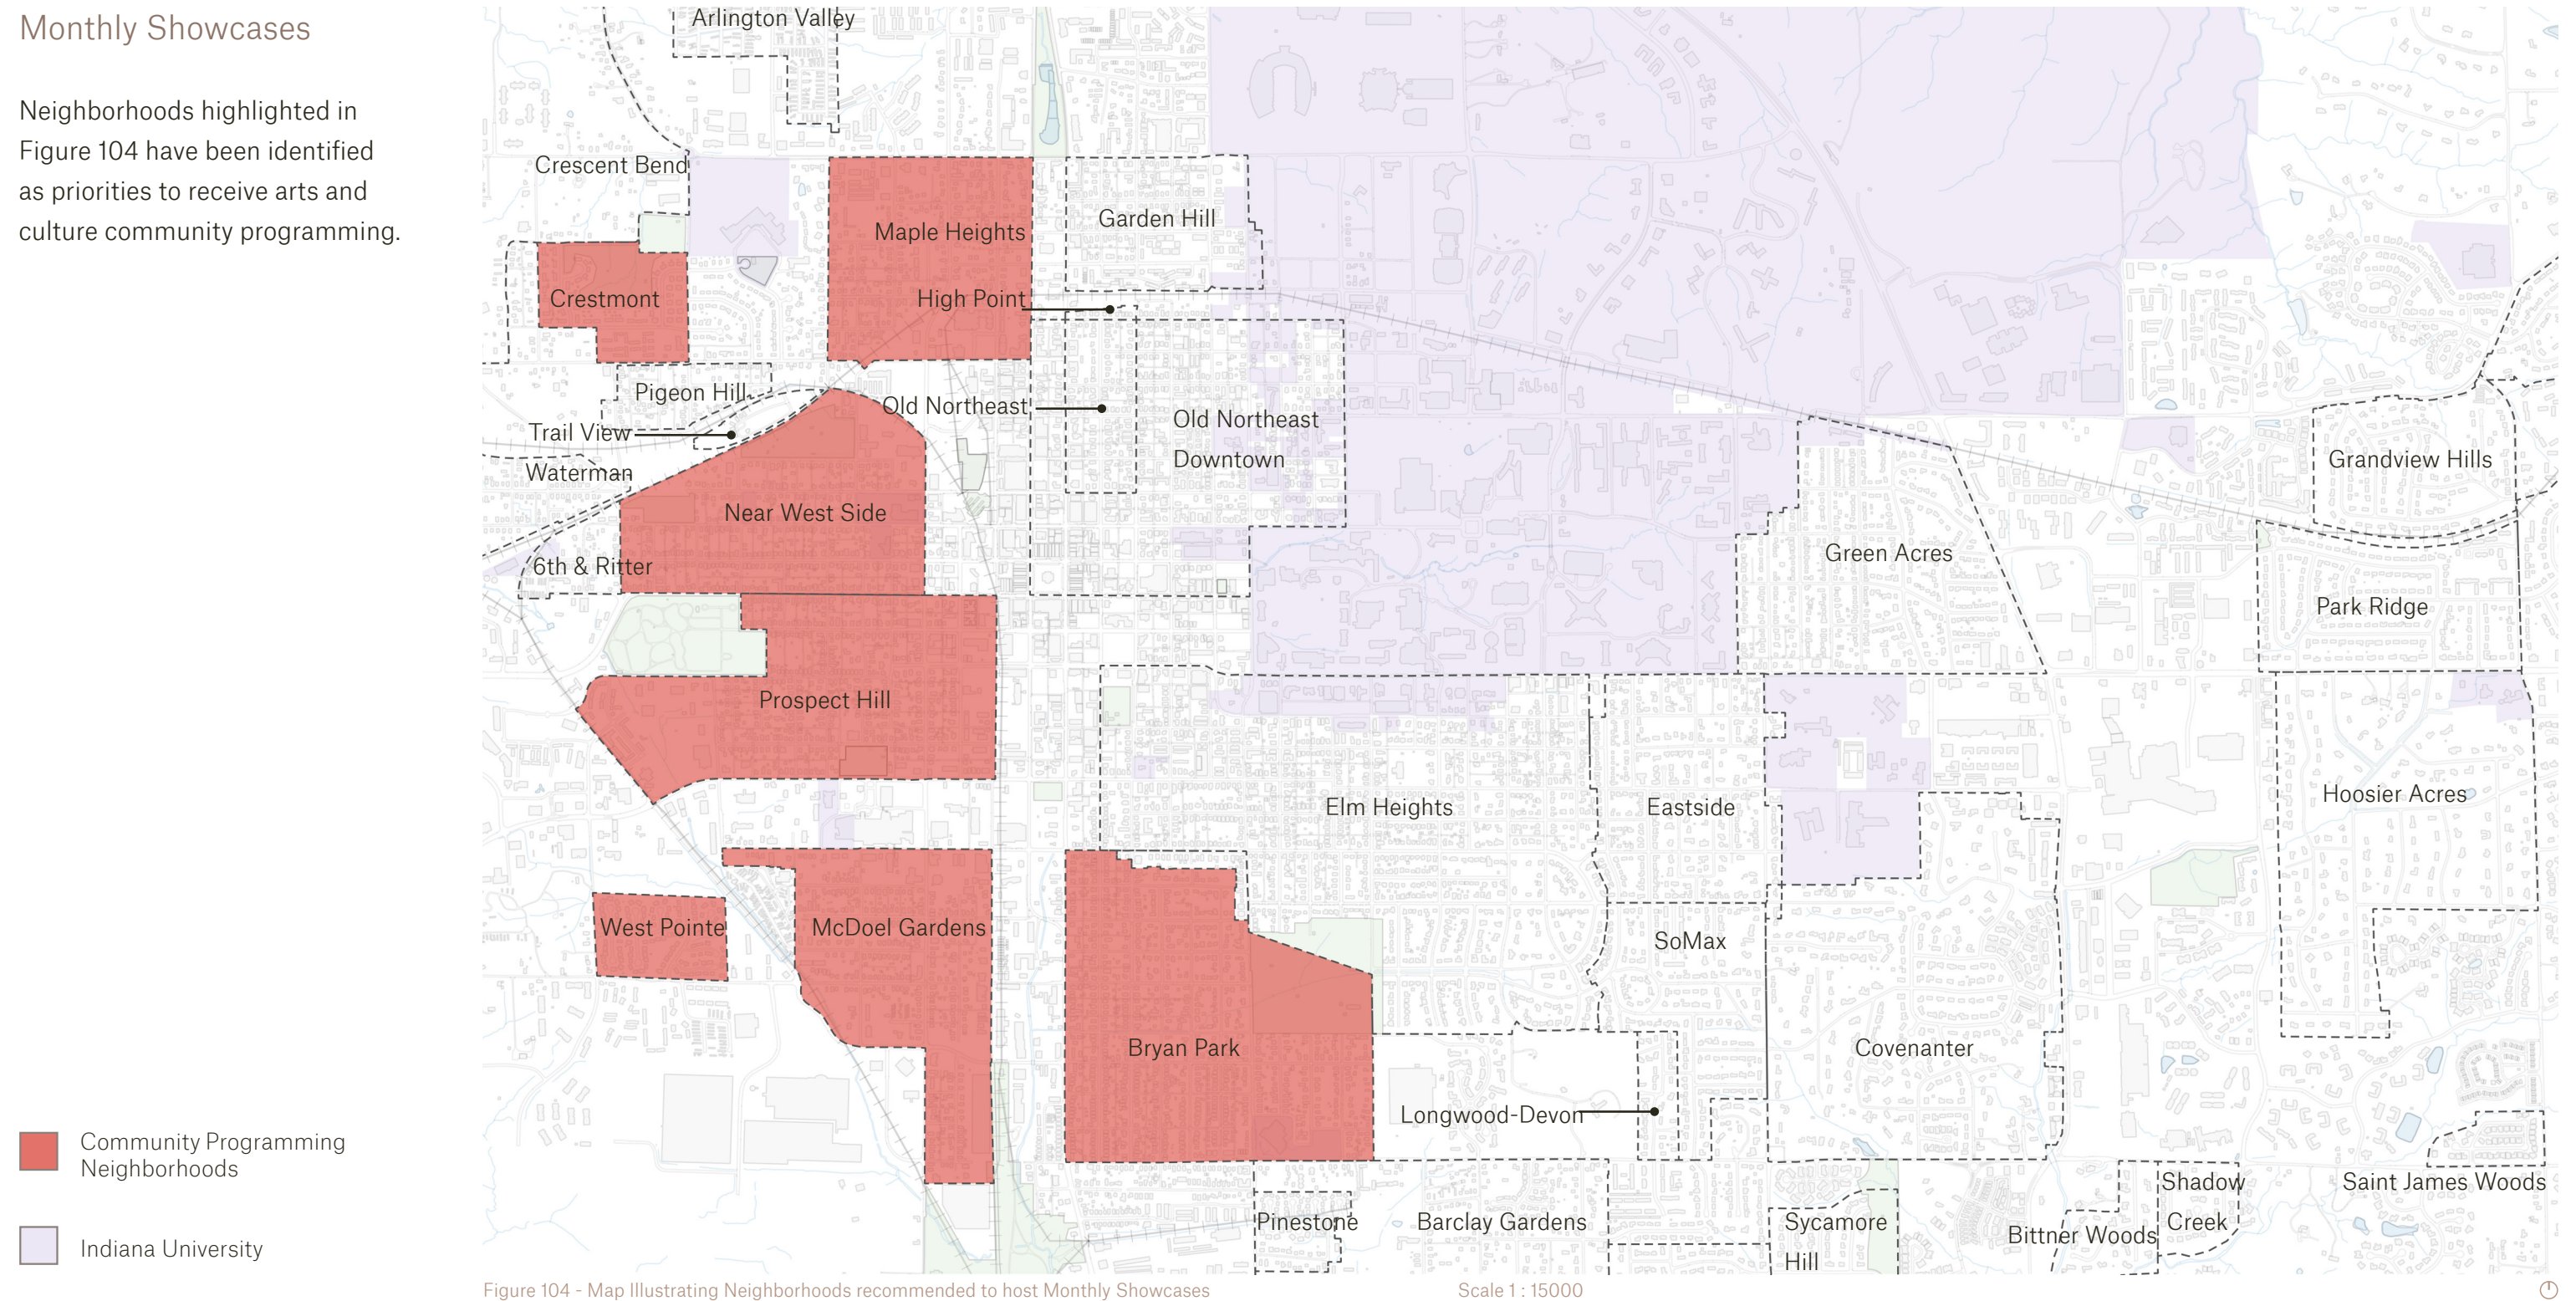 Monthly Showcases
Neighborhoods highlighted in
Figure 104 have been identified
as priorities to receive arts and
culture community programming.
Community Programming
Neighborhoods
Indiana University
Arlington Valley
Crescent Bend
Maple Heights
Garden Hill
Crestmont
High Point
Pigeon Hill
Old Northeast
Old Northeast
Downtown
Trail View
Waterman
Near West Side
6th & Ritter
Grandview Hills
Green Acres
Park Ridge
Prospect Hill
Elm Heights
Eastside
Hoosier Acres
West Pointe
McDoel Gardens
SoMax
Bryan Park
Covenanter
Longwood-Devon
Pinestone
Barclay Gardens
Sycamore
Hill
Bittner Woods
Shadow
Creek
Saint James Woods
Figure 104 - Map Illustrating Neighborhoods recommended to host Monthly Showcases
Scale 1 : 15000